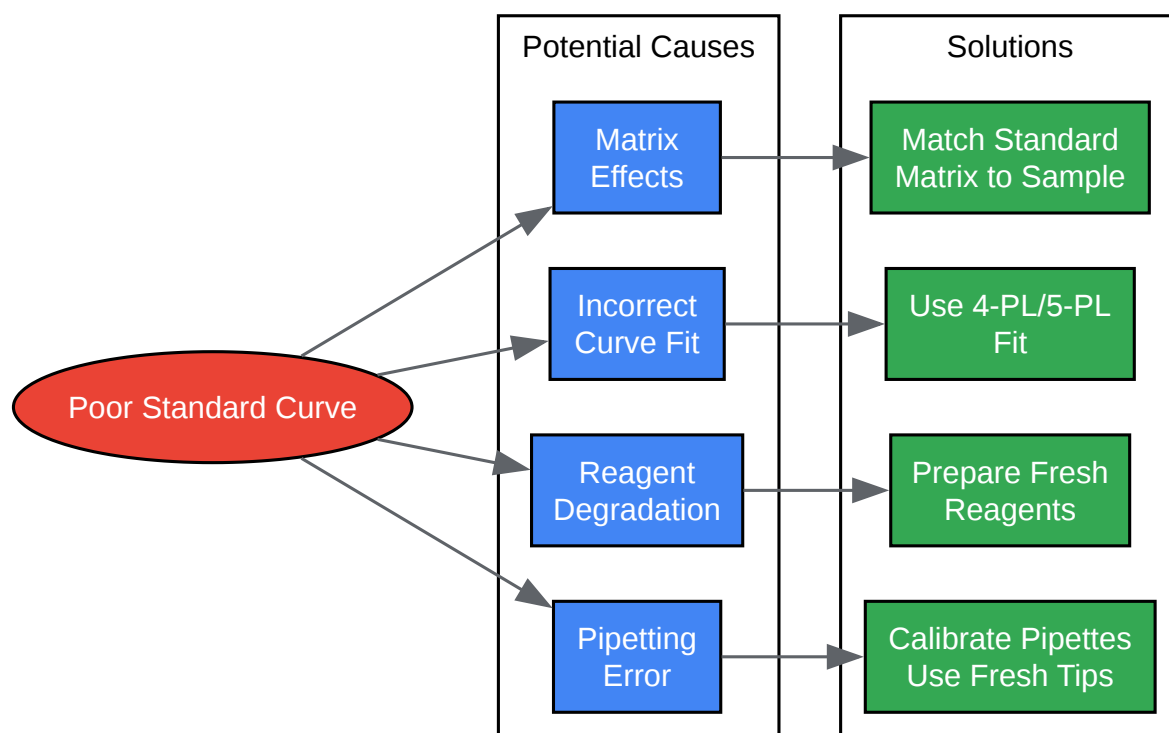 Potential Causes
Solutions
Matrix
Effects
Match Standard
Matrix to Sample
Incorrect
Curve Fit
Use 4-PL/5-PL
Fit
Poor Standard Curve
Reagent
Degradation
Prepare Fresh
Reagents
Pipetting
Error
Calibrate Pipettes
Use Fresh Tips